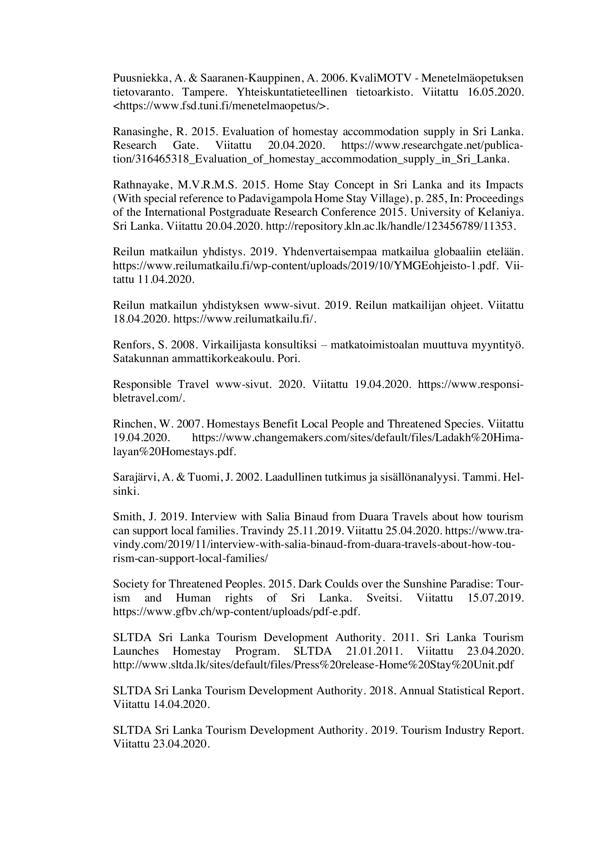 Puusniekka, A. & Saaranen-Kauppinen, A. 2006. KvaliMOTV - Menetelmäopetuksen
tietovaranto. Tampere. Yhteiskuntatieteellinen tietoarkisto. Viitattu 16.05.2020.
<https://www.fsd.tuni.fi/menetelmaopetus/>.
Ranasinghe, R. 2015. Evaluation of homestay accommodation supply in Sri Lanka.
Research Gate. Viitattu 20.04.2020. https://www.researchgate.net/publica-
tion/316465318_Evaluation_of_homestay_accommodation_supply_in_Sri_Lanka.
Rathnayake, M.V.R.M.S. 2015. Home Stay Concept in Sri Lanka and its Impacts
(With special reference to Padavigampola Home Stay Village), p. 285, In: Proceedings
of the International Postgraduate Research Conference 2015. University of Kelaniya.
Sri Lanka. Viitattu 20.04.2020. http://repository.kln.ac.lk/handle/123456789/11353.
Reilun matkailun yhdistys. 2019. Yhdenvertaisempaa matkailua globaaliin etelään.
https://www.reilumatkailu.fi/wp-content/uploads/2019/10/YMGEohjeisto-1.pdf. Vii-
tattu 11.04.2020.
Reilun matkailun yhdistyksen www-sivut. 2019. Reilun matkailijan ohjeet. Viitattu
18.04.2020. https://www.reilumatkailu.fi/.
Renfors, S. 2008. Virkailijasta konsultiksi – matkatoimistoalan muuttuva myyntityö.
Satakunnan ammattikorkeakoulu. Pori.
Responsible Travel www-sivut. 2020. Viitattu 19.04.2020. https://www.responsi-
bletravel.com/.
Rinchen, W. 2007. Homestays Benefit Local People and Threatened Species. Viitattu
19.04.2020. https://www.changemakers.com/sites/default/files/Ladakh%20Hima-
layan%20Homestays.pdf.
Sarajärvi, A. & Tuomi, J. 2002. Laadullinen tutkimus ja sisällönanalyysi. Tammi. Hel-
sinki.
Smith, J. 2019. Interview with Salia Binaud from Duara Travels about how tourism
can support local families. Travindy 25.11.2019. Viitattu 25.04.2020. https://www.tra-
vindy.com/2019/11/interview-with-salia-binaud-from-duara-travels-about-how-tou-
rism-can-support-local-families/
Society for Threatened Peoples. 2015. Dark Coulds over the Sunshine Paradise: Tour-
ism and Human rights of Sri Lanka. Sveitsi. Viitattu 15.07.2019.
https://www.gfbv.ch/wp-content/uploads/pdf-e.pdf.
SLTDA Sri Lanka Tourism Development Authority. 2011. Sri Lanka Tourism
Launches Homestay Program. SLTDA 21.01.2011. Viitattu 23.04.2020.
http://www.sltda.lk/sites/default/files/Press%20release-Home%20Stay%20Unit.pdf
SLTDA Sri Lanka Tourism Development Authority. 2018. Annual Statistical Report.
Viitattu 14.04.2020.
SLTDA Sri Lanka Tourism Development Authority. 2019. Tourism Industry Report.
Viitattu 23.04.2020.